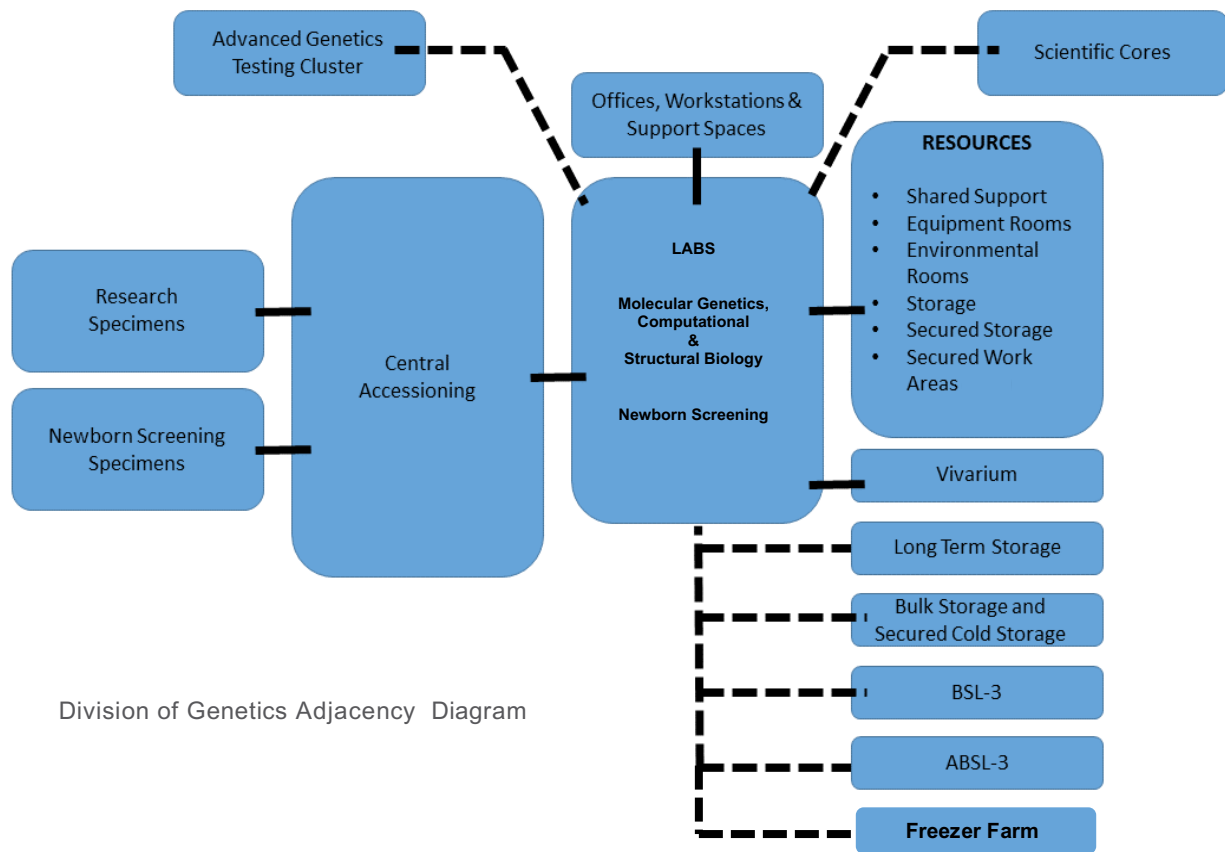 Advanced Genetics
Testing Cluster
Scientific Cores
Offices, Workstations &
Support Spaces
RESOURCES
• Shared Support
• Equipment Rooms
• Environmental
Rooms
• Storage
• Secured Storage
• Secured Work
Areas
LABS
Molecular Genetics,
Computational
&
Structural Biology
Newborn Screening
Research
Specimens
Central
Accessioning
Newborn Screening
Specimens
Vivarium
Long Term Storage
Bulk Storage and
Secured Cold Storage
BSL-3
ABSL-3
Freezer Farm
Division of Genetics Adjacency Diagram